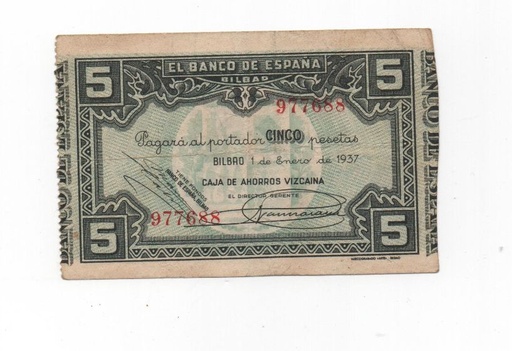 EL BANCO DE ESPAÑA
BILBAO
5 5
977688
Pagará al portador CINCO pesetas
BILBAO 1 de Enero de 1937
CAJA DE AHORROS VIZCAINA
EL DIRECTOR GERENTE
977688
5 5
BANCO DE ESPAÑA
BANCO DE ESPAÑA